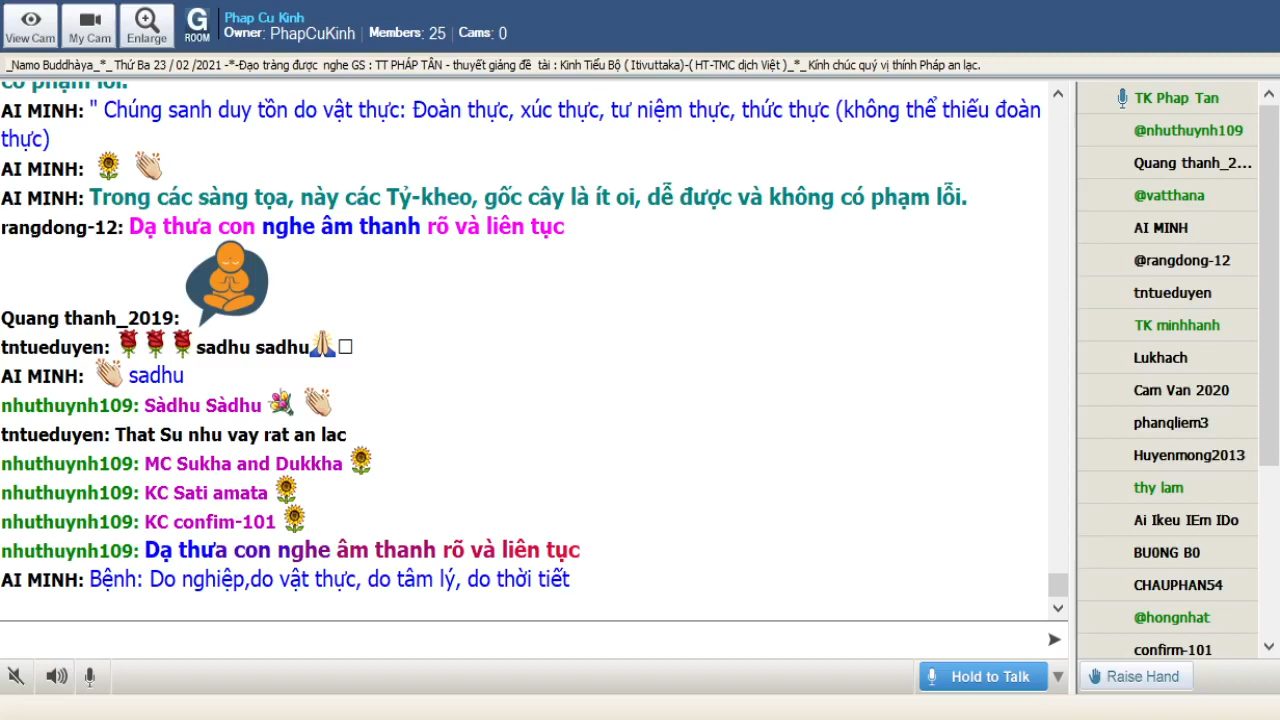 View Cam
My Cam
Enlarge
G
ROOM
Phap Cu Kinh
Owner: PhapCuKinh
Members: 25
Cams: 0
_Namo Buddhàya_*_ Thứ Ba 23 / 02 /2021 -*-Đạo tràng được nghe GS : TT PHÁP TÂN - thuyết giảng đề tài : Kinh Tiểu Bộ ( Itivuttaka)-( HT-TMC dịch Việt )_*_ Kính chúc quý vị thính Pháp an lạc.
có phạm lỗi.
AI MINH: " Chúng sanh duy tồn do vật thực: Đoàn thực, xúc thực, tư niệm thực, thức thực (không thể thiếu đoàn
thực)
AI MINH:
AI MINH: Trong các sàng tọa, này các Tỷ-kheo, gốc cây là ít oi, dễ được và không có phạm lỗi.
rangdong-12: Dạ thưa con nghe âm thanh rõ và liên tục
Quang thanh_2019:
tntueduyen: sadhu sadhu
AI MINH: sadhu
nhuthuynh109: Sàdhu Sàdhu
tntueduyen: That Su nhu vay rat an lac
nhuthuynh109: MC Sukha and Dukkha
nhuthuynh109: KC Sati amata
nhuthuynh109: KC confim-101
nhuthuynh109: Dạ thưa con nghe âm thanh rõ và liên tục
AI MINH: Bệnh: Do nghiệp,do vật thực, do tâm lý, do thời tiết
Hold to Talk
TK Phap Tan
@nhuthuynh109
Quang thanh_2...
@vatthana
AI MINH
@rangdong-12
tntueduyen
TK minhhanh
Lukhach
Cam Van 2020
phanqliem3
Huyenmong2013
thy lam
Ai Ikeu IEm IDo
BU0NG B0
CHAUPHAN54
@hongnhat
confirm-101
Raise Hand